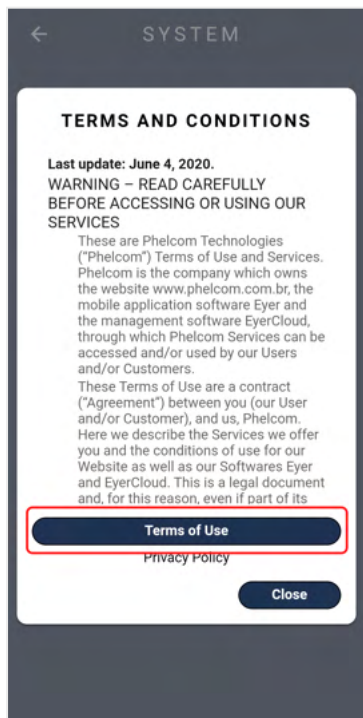 SYSTEM
TERMS AND CONDITIONS
Last update: June 4, 2020.
WARNING – READ CAREFULLY
BEFORE ACCESSING OR USING OUR
SERVICES
These are Phelcom Technologies
("Phelcom") Terms of Use and Services.
Phelcom is the company which owns
the website www.phelcom.com.br, the
mobile application software Eyer and
the management software EyerCloud,
through which Phelcom Services can be
accessed and/or used by our Users
and/or Customers.
These Terms of Use are a contract
("Agreement") between you (our User
and/or Customer), and us, Phelcom.
Here we describe the Services we offer
you and the conditions of use for our
Website as well as our Softwares Eyer
and EyerCloud. This is a legal document
and, for this reason, even if part of its
Terms of Use
Privacy Policy
Close